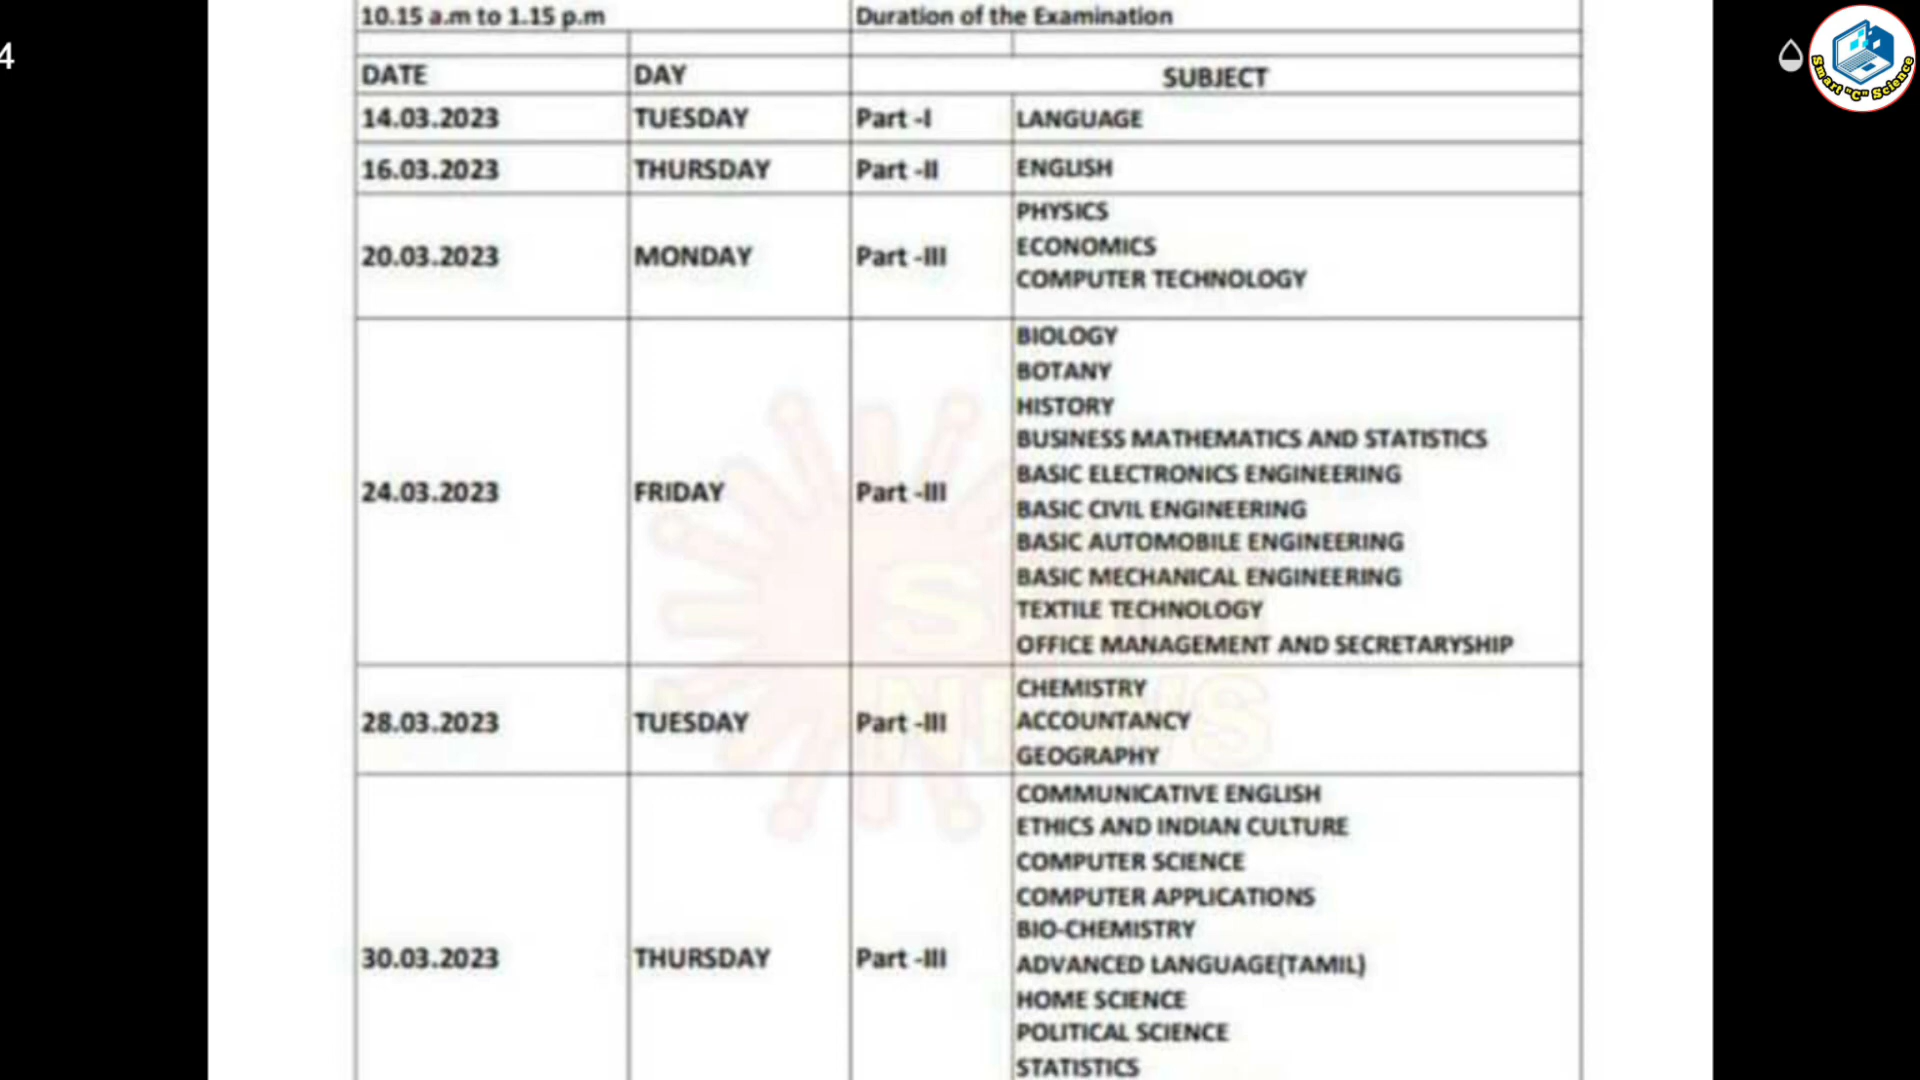 4
10.15 a.m to 1.15 p.m Duration of the Examination
DATE DAY SUBJECT
14.03.2023 TUESDAY Part -I LANGUAGE
16.03.2023 THURSDAY Part -II ENGLISH
20.03.2023 MONDAY Part -III PHYSICS
ECONOMICS
COMPUTER TECHNOLOGY
24.03.2023 FRIDAY Part -III BIOLOGY
BOTANY
HISTORY
BUSINESS MATHEMATICS AND STATISTICS
BASIC ELECTRONICS ENGINEERING
BASIC CIVIL ENGINEERING
BASIC AUTOMOBILE ENGINEERING
BASIC MECHANICAL ENGINEERING
TEXTILE TECHNOLOGY
OFFICE MANAGEMENT AND SECRETARYSHIP
28.03.2023 TUESDAY Part -III CHEMISTRY
ACCOUNTANCY
GEOGRAPHY
30.03.2023 THURSDAY Part -III COMMUNICATIVE ENGLISH
ETHICS AND INDIAN CULTURE
COMPUTER SCIENCE
COMPUTER APPLICATIONS
BIO-CHEMISTRY
ADVANCED LANGUAGE(TAMIL)
HOME SCIENCE
POLITICAL SCIENCE
STATISTICS
NEWS
Smart "C" Science